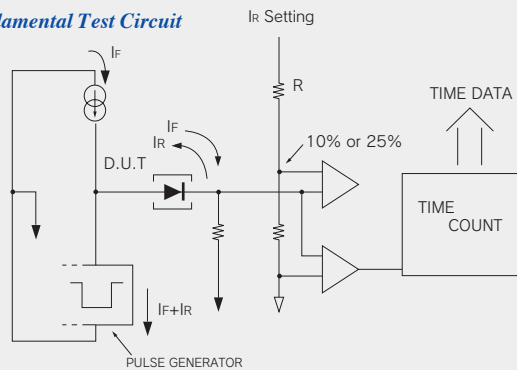 damental Test Circuit
IR Setting
IF
R
TIME DATA
IF
IR
10% or 25%
D.U.T
TIME
COUNT
IF+IR
PULSE GENERATOR